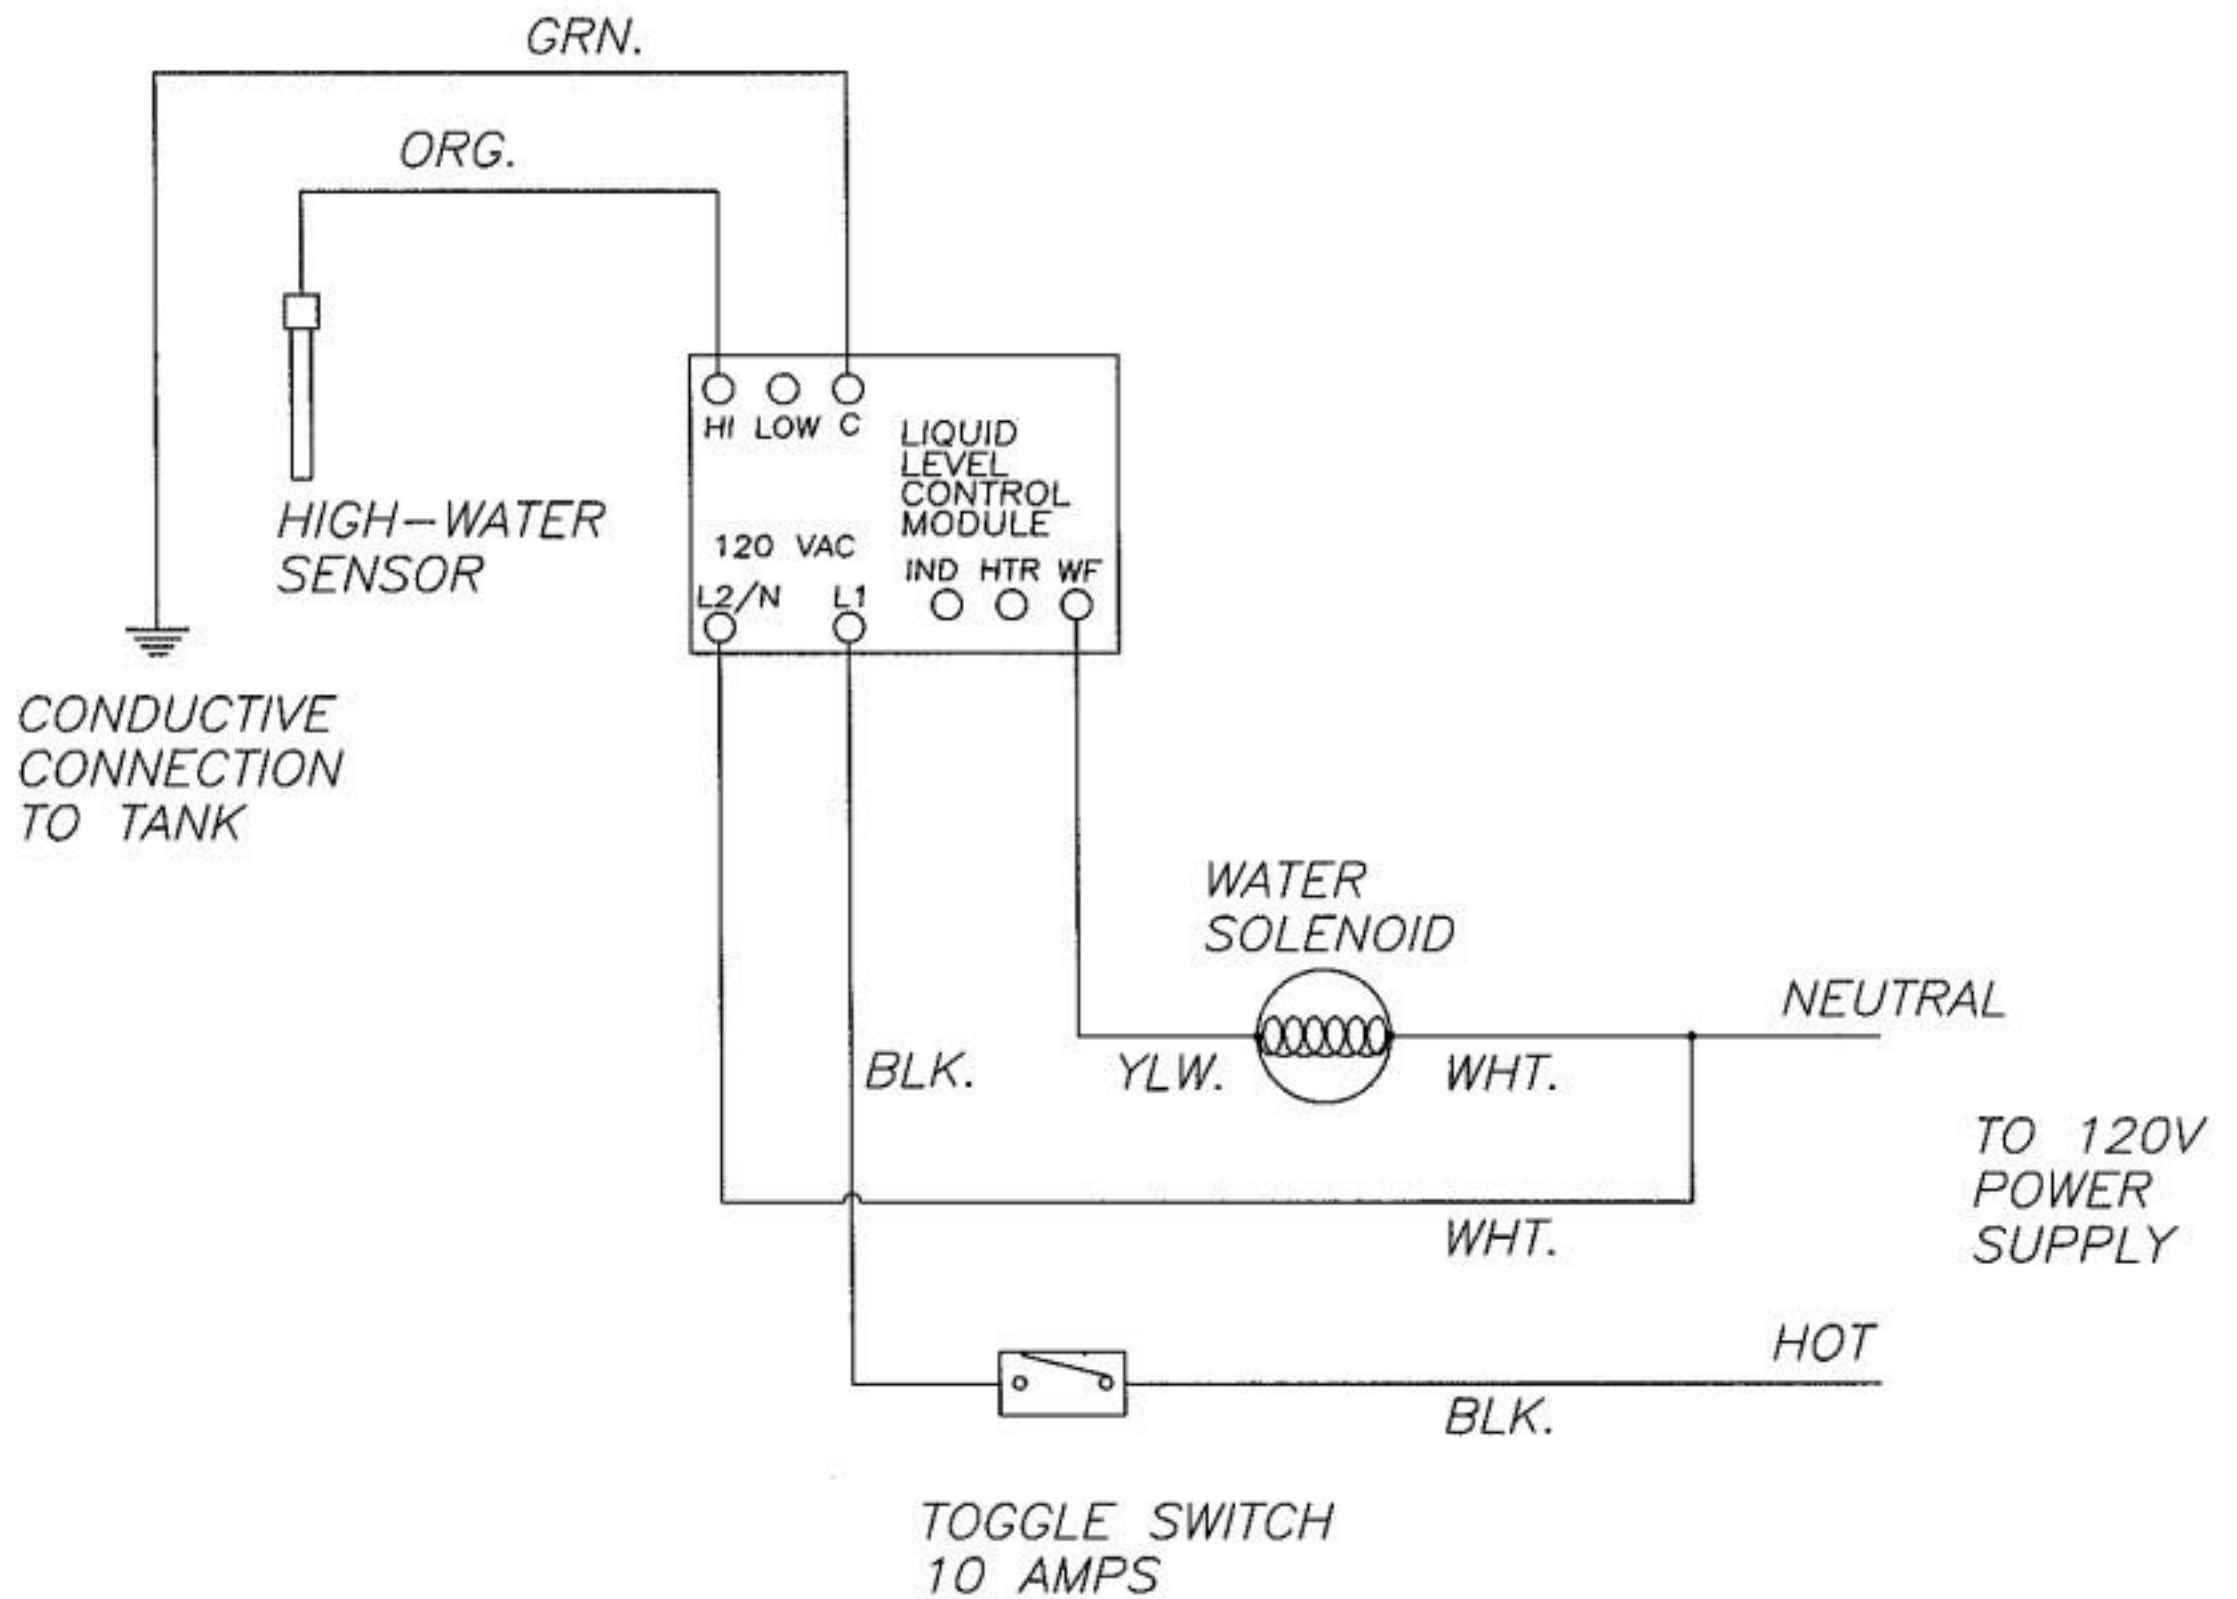 GRN.
ORG.
HI LOW C
LIQUID
LEVEL
CONTROL
MODULE
HIGH-WATER
SENSOR
120 VAC
IND HTR WF
L2/N L1
CONDUCTIVE
CONNECTION
TO TANK
WATER
SOLENOID
NEUTRAL
BLK.
YLW.
WHT.
TO 120V
POWER
SUPPLY
WHT.
HOT
BLK.
TOGGLE SWITCH
10 AMPS